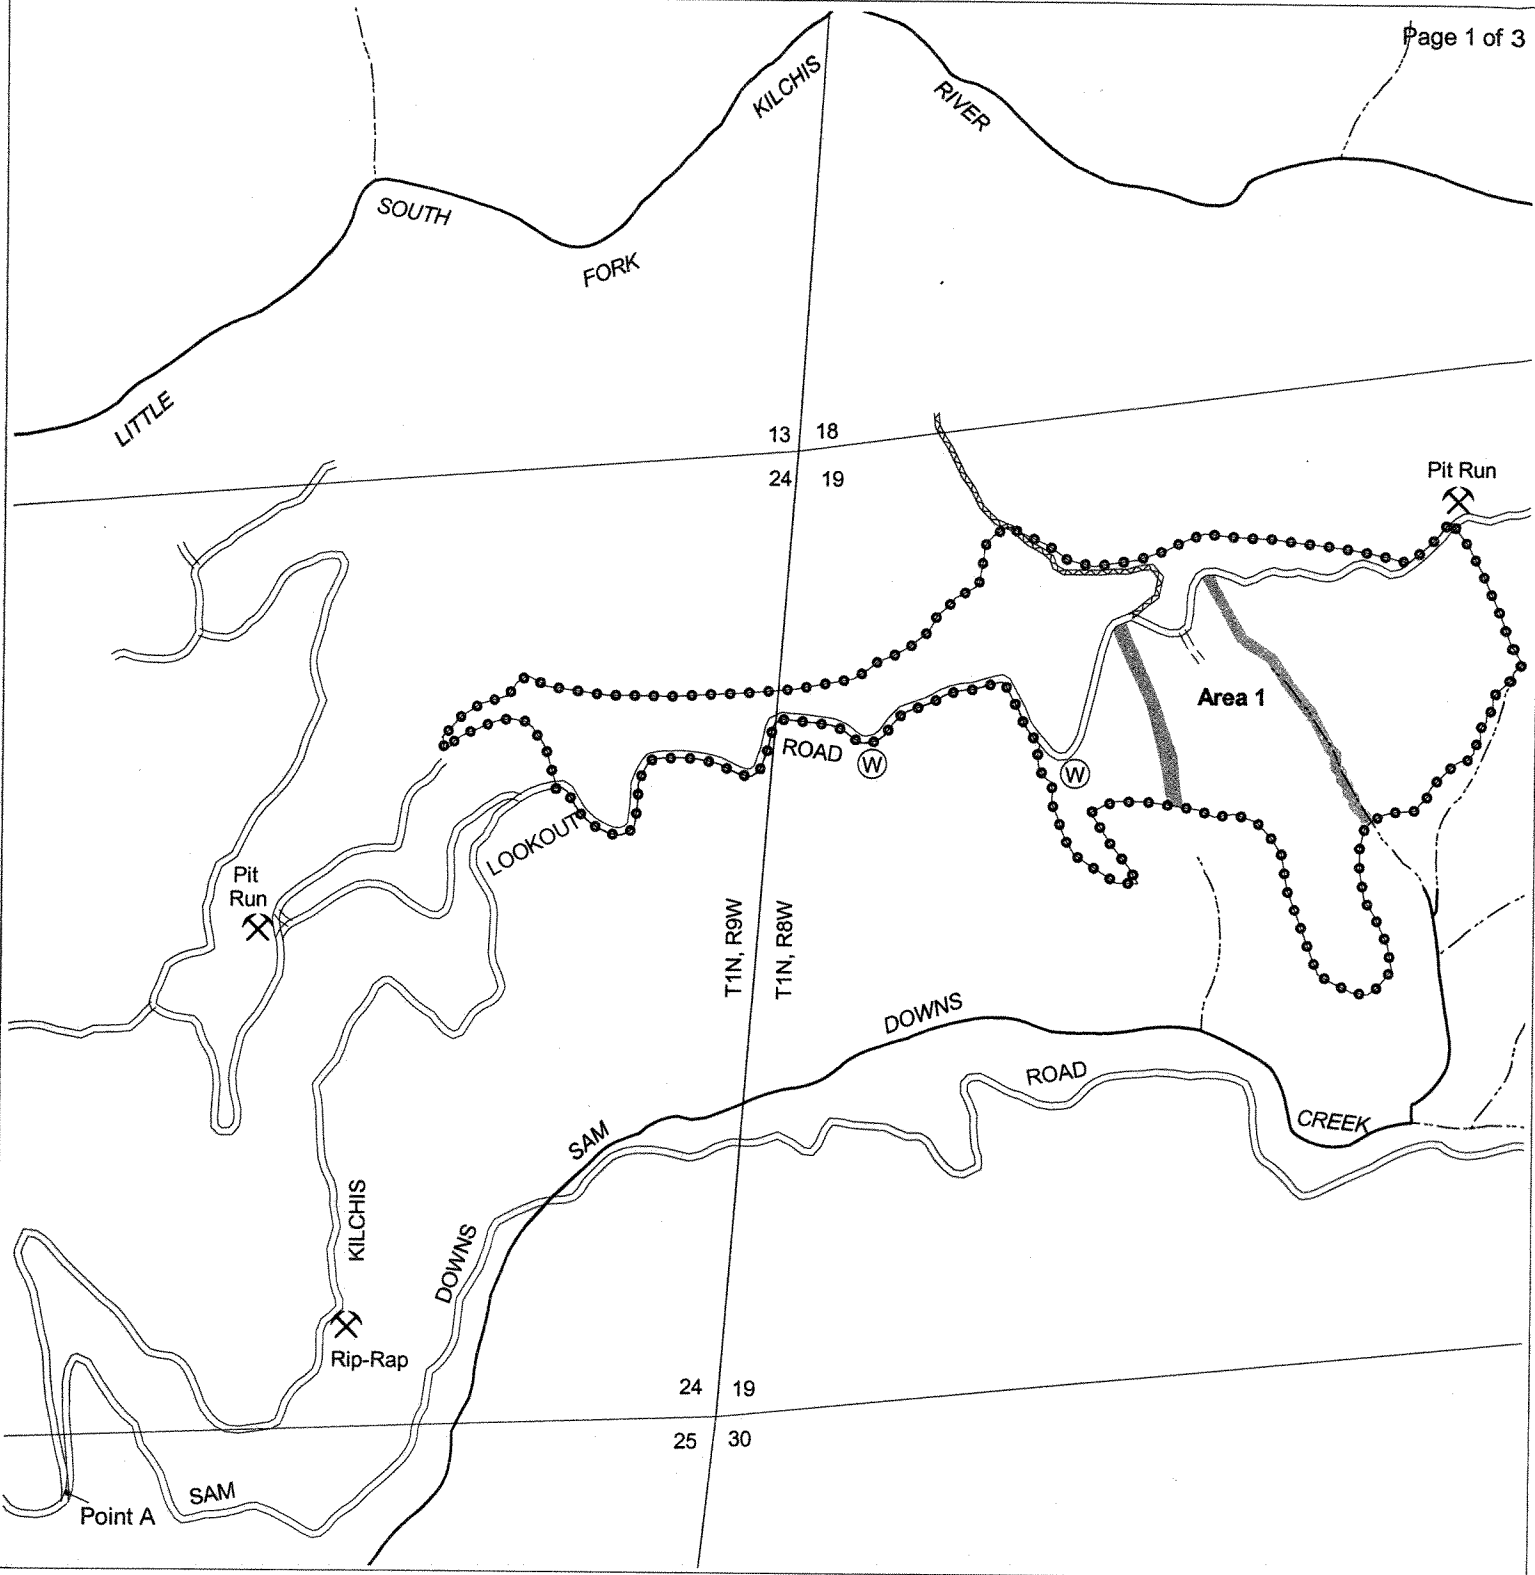 Page 1 of 3
KILCHIS
RIVER
SOUTH
FORK
LITTLE
13 18
24 19
Pit Run
Area 1
ROAD
W
W
LOOKOUT
Pit
Run
T1N, R9W
T1N, R8W
DOWNS
ROAD
CREEK
SAM
KILCHIS
DOWNS
Rip-Rap
24 19
25 30
SAM
Point A